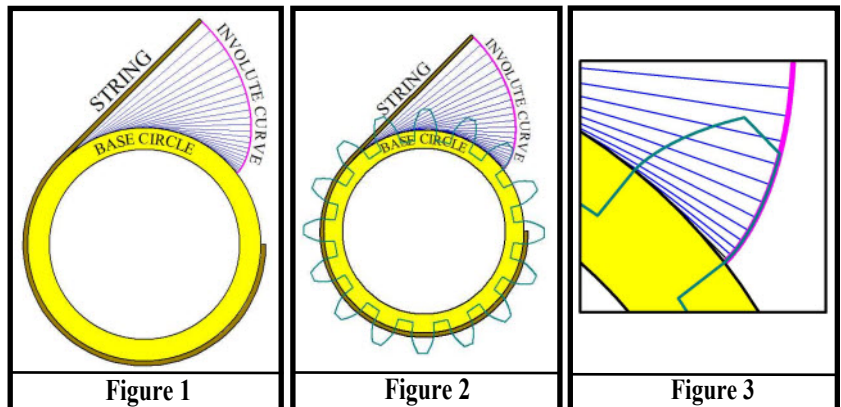 STRING
INVOLUTE CURVE
BASE CIRCLE
Figure 1
STRING
INVOLUTE CURVE
BASE CIRCLE
Figure 2
Figure 3